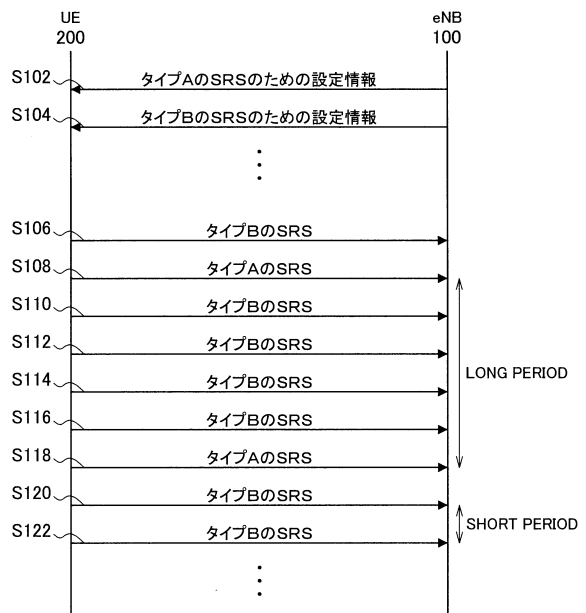 UE
200
eNB
100
S102
タイプAのSRSのための設定情報
S104
タイプBのSRSのための設定情報
S106
タイプBのSRS
S108
タイプAのSRS
S110
タイプBのSRS
S112
タイプBのSRS
S114
タイプBのSRS
LONG PERIOD
S116
タイプBのSRS
S118
タイプAのSRS
S120
タイプBのSRS
SHORT PERIOD
S122
タイプBのSRS